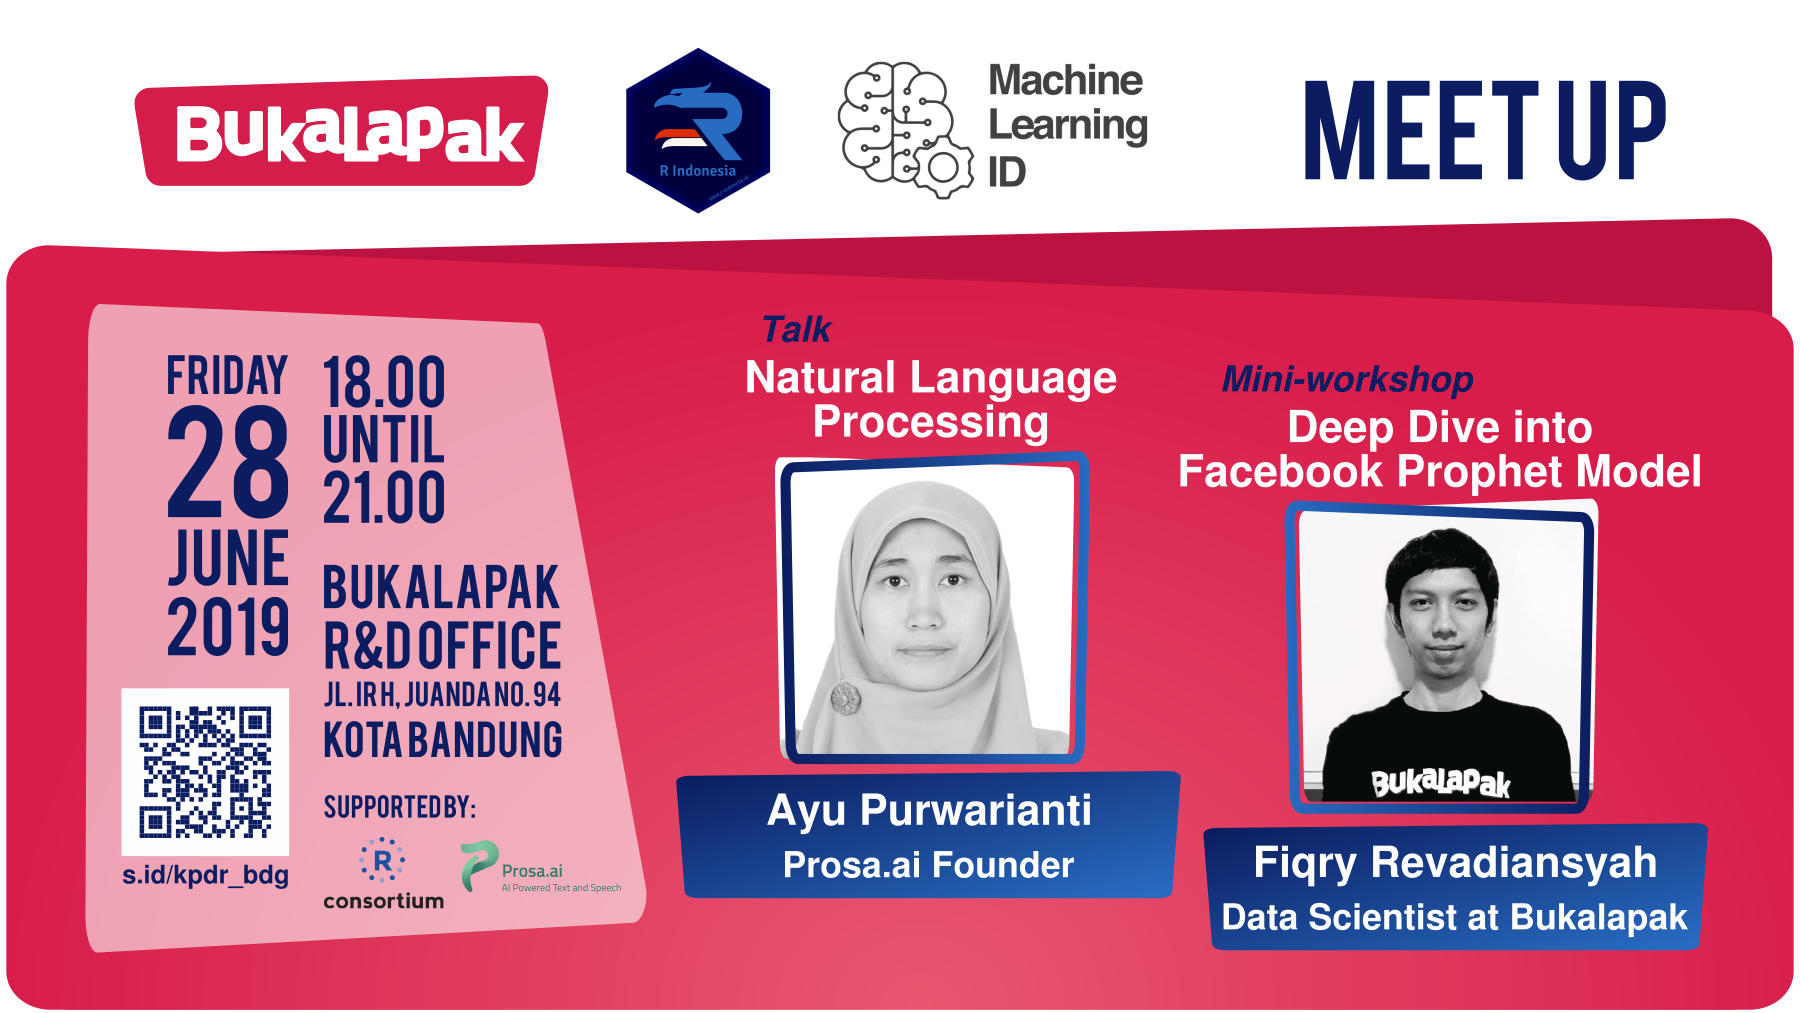 Bukalapak
R Indonesia
Machine
Learning
ID
MEET UP
FRIDAY
28
JUNE
2019
18.00
UNTIL
21.00
BUKALAPAK
R&D OFFICE
JL. IR H, JUANDA NO. 94
KOTA BANDUNG
s.id/kpdr_bdg
SUPPORTED BY:
R
consortium
Prosa.ai
AI Powered Text and Speech
Talk
Natural Language
Processing
Ayu Purwarianti
Prosa.ai Founder
Mini-workshop
Deep Dive into
Facebook Prophet Model
Bukalapak
Fiqry Revadiansyah
Data Scientist at Bukalapak